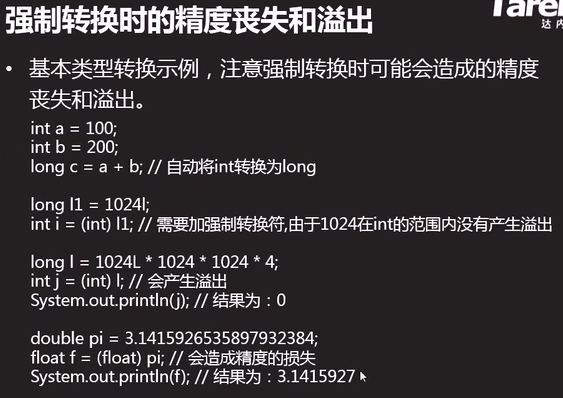 强制转换时的精度丧失和溢出
达内
• 基本类型转换示例，注意强制转换时可能会造成的精度
丧失和溢出。
int a = 100;
int b = 200;
long c = a + b; // 自动将int转换为long
long l1 = 1024l;
int i = (int) l1; // 需要加强制转换符,由于1024在int的范围内没有产生溢出
long l = 1024L * 1024 * 1024 * 4;
int j = (int) l; // 会产生溢出
System.out.println(j); // 结果为：0
double pi = 3.1415926535897932384;
float f = (float) pi; // 会造成精度的损失
System.out.println(f); // 结果为：3.1415927